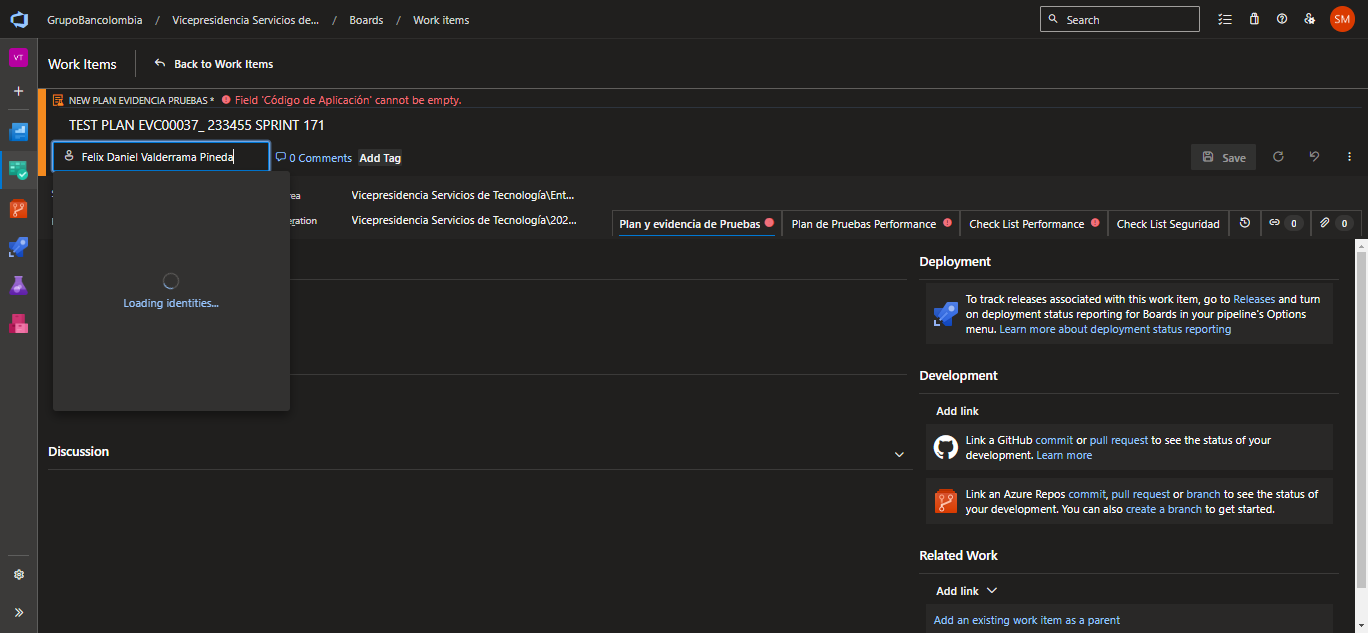 GrupoBancolombia / Vicepresidencia Servicios de... / Boards / Work items
Search
SM
VT
Work Items
Back to Work Items
NEW PLAN EVIDENCIA PRUEBAS * Field 'Código de Aplicación' cannot be empty.
TEST PLAN EVC00037_ 233455 SPRINT 171
Felix Daniel Valderrama Pineda
0 Comments
Add Tag
Save
rea
Vicepresidencia Servicios de Tecnología\Ent...
eration
Vicepresidencia Servicios de Tecnología\202...
Plan y evidencia de Pruebas
Plan de Pruebas Performance
Check List Performance
Check List Seguridad
0
0
Loading identities...
Discussion
Deployment
To track releases associated with this work item, go to Releases and turn
on deployment status reporting for Boards in your pipeline's Options
menu. Learn more about deployment status reporting
Development
Add link
Link a GitHub commit or pull request to see the status of your
development. Learn more
Link an Azure Repos commit, pull request or branch to see the status of
your development. You can also create a branch to get started.
Related Work
Add link
Add an existing work item as a parent